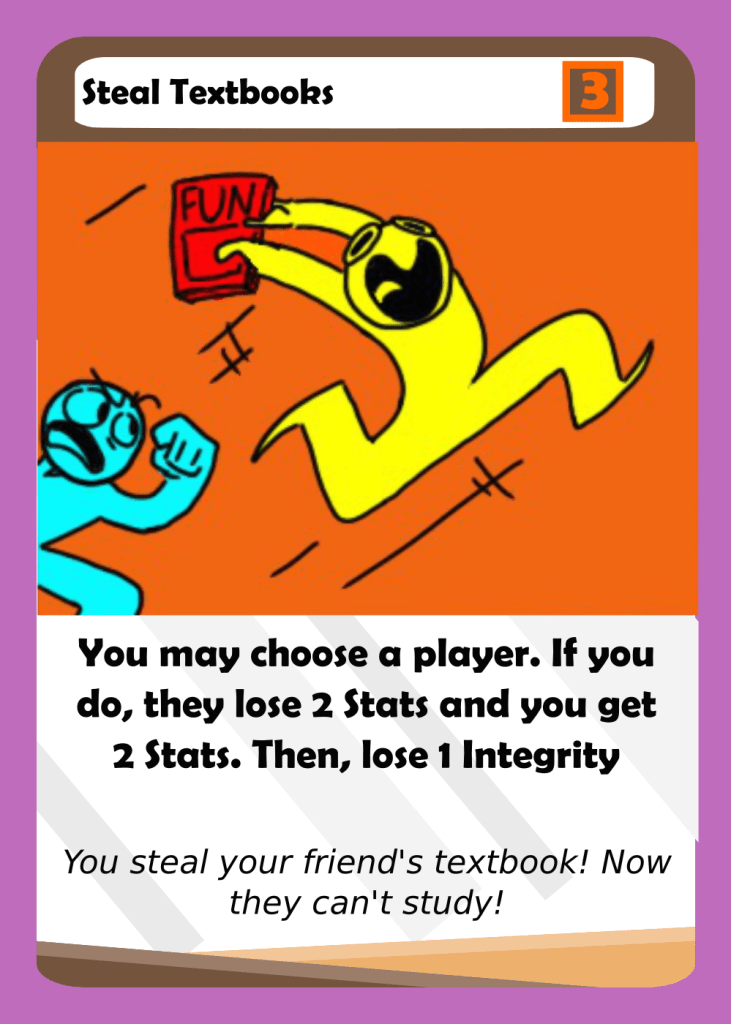 Steal Textbooks
3
FUN
You may choose a player. If you
do, they lose 2 Stats and you get
2 Stats. Then, lose 1 Integrity
You steal your friend's textbook! Now
they can't study!